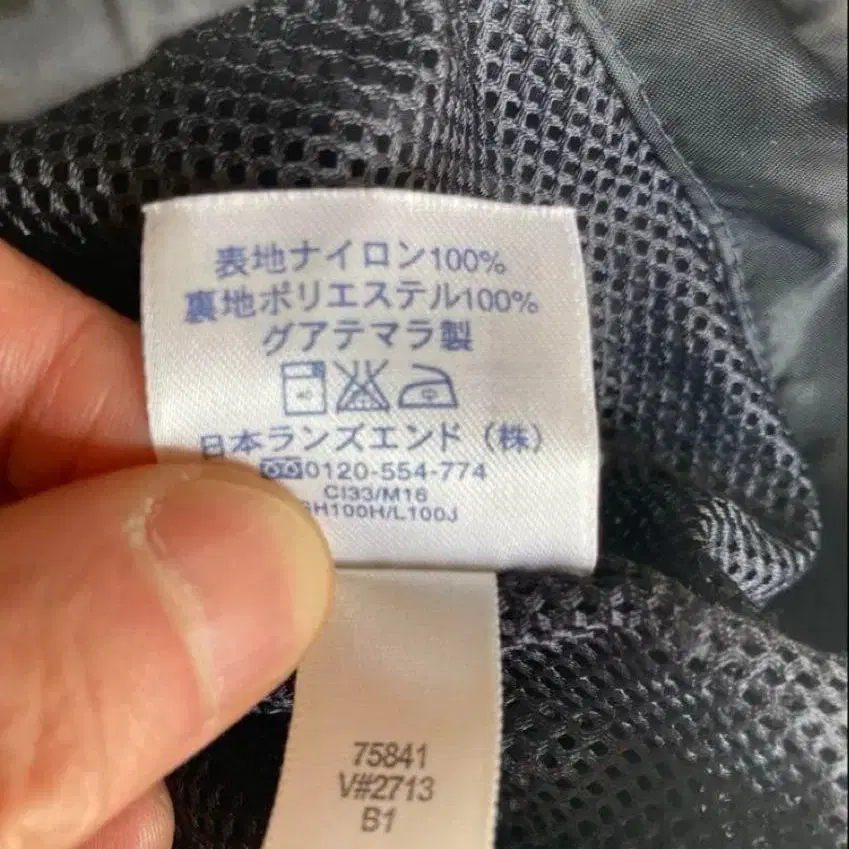 表地ナイロン100%
裏地ポリエステル100%
グアテマラ製
日本ランズエンド（株）
0120-554-774
CI33/M16
H100H/L100J
75841
V#2713
B1